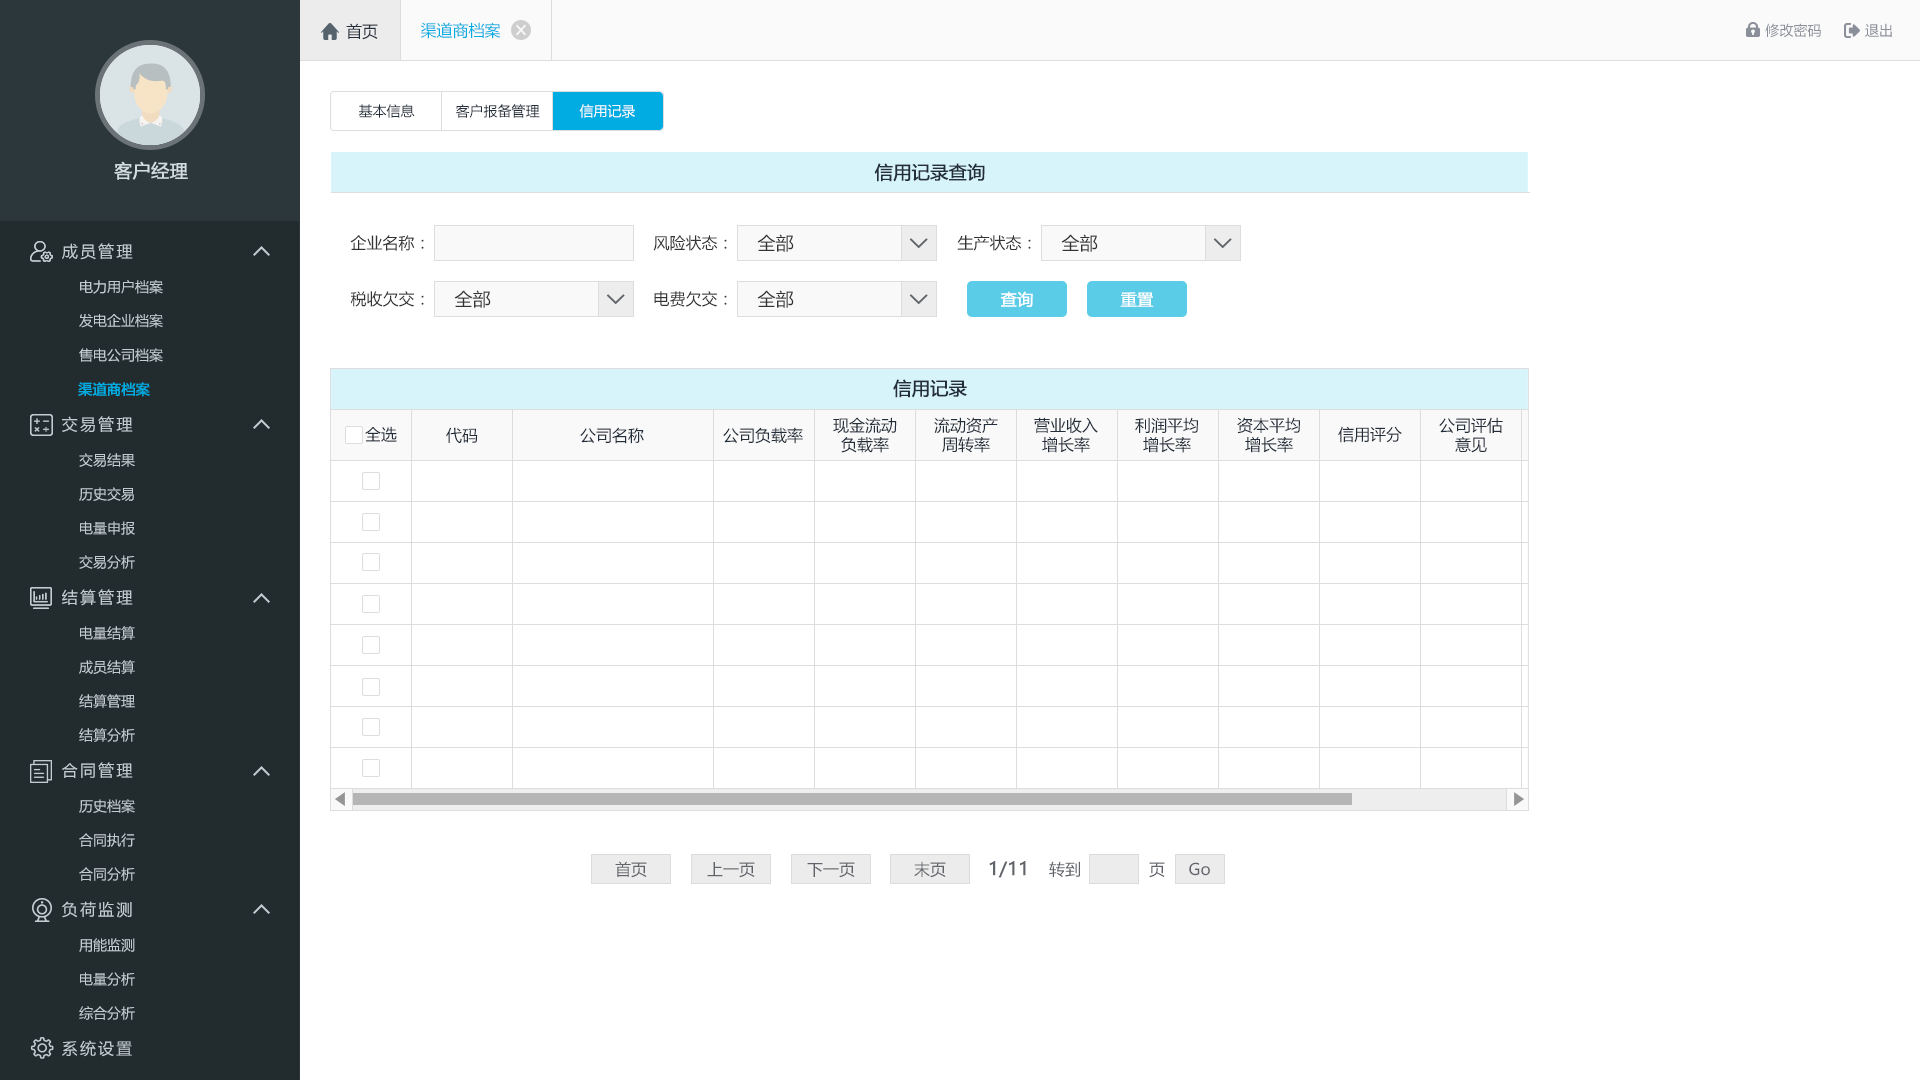 首页
渠道商档案
修改密码
退出
客户经理
成员管理
电力用户档案
发电企业档案
售电公司档案
渠道商档案
交易管理
交易结果
历史交易
电量申报
交易分析
结算管理
电量结算
成员结算
结算管理
结算分析
合同管理
历史档案
合同执行
合同分析
负荷监测
用能监测
电量分析
综合分析
系统设置
基本信息
客户报备管理
信用记录
信用记录查询
企业名称：
风险状态： 全部
生产状态： 全部
税收欠交： 全部
电费欠交： 全部
查询
重置
信用记录
全选
代码
公司名称
公司负载率
现金流动
负载率
流动资产
周转率
营业收入
增长率
利润平均
增长率
资本平均
增长率
信用评分
公司评估
意见
首页
上一页
下一页
末页
1/11
转到
页
Go